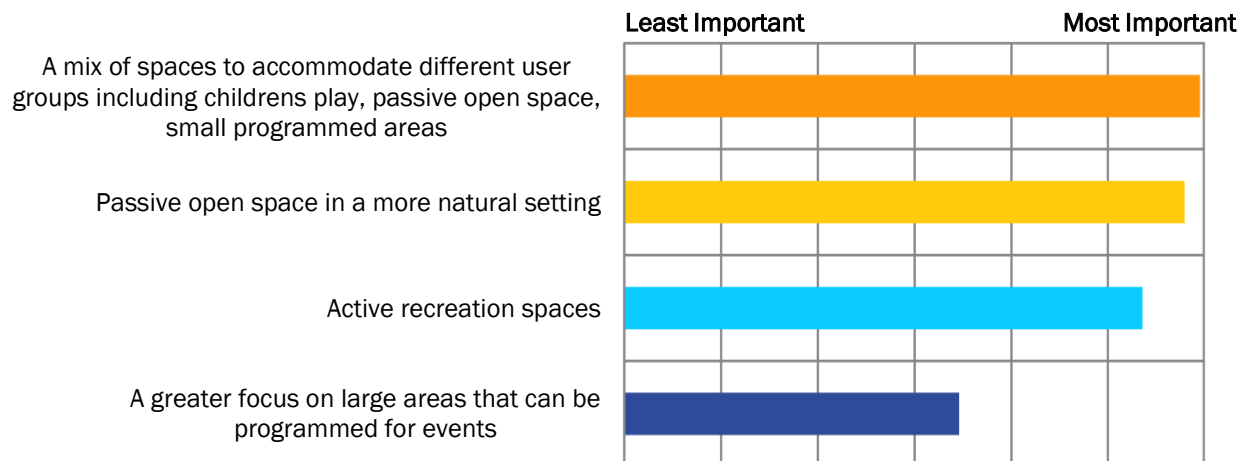 Least Important Most Important
A mix of spaces to accommodate different user
groups including childrens play, passive open space,
small programmed areas
Passive open space in a more natural setting
Active recreation spaces
A greater focus on large areas that can be
programmed for events